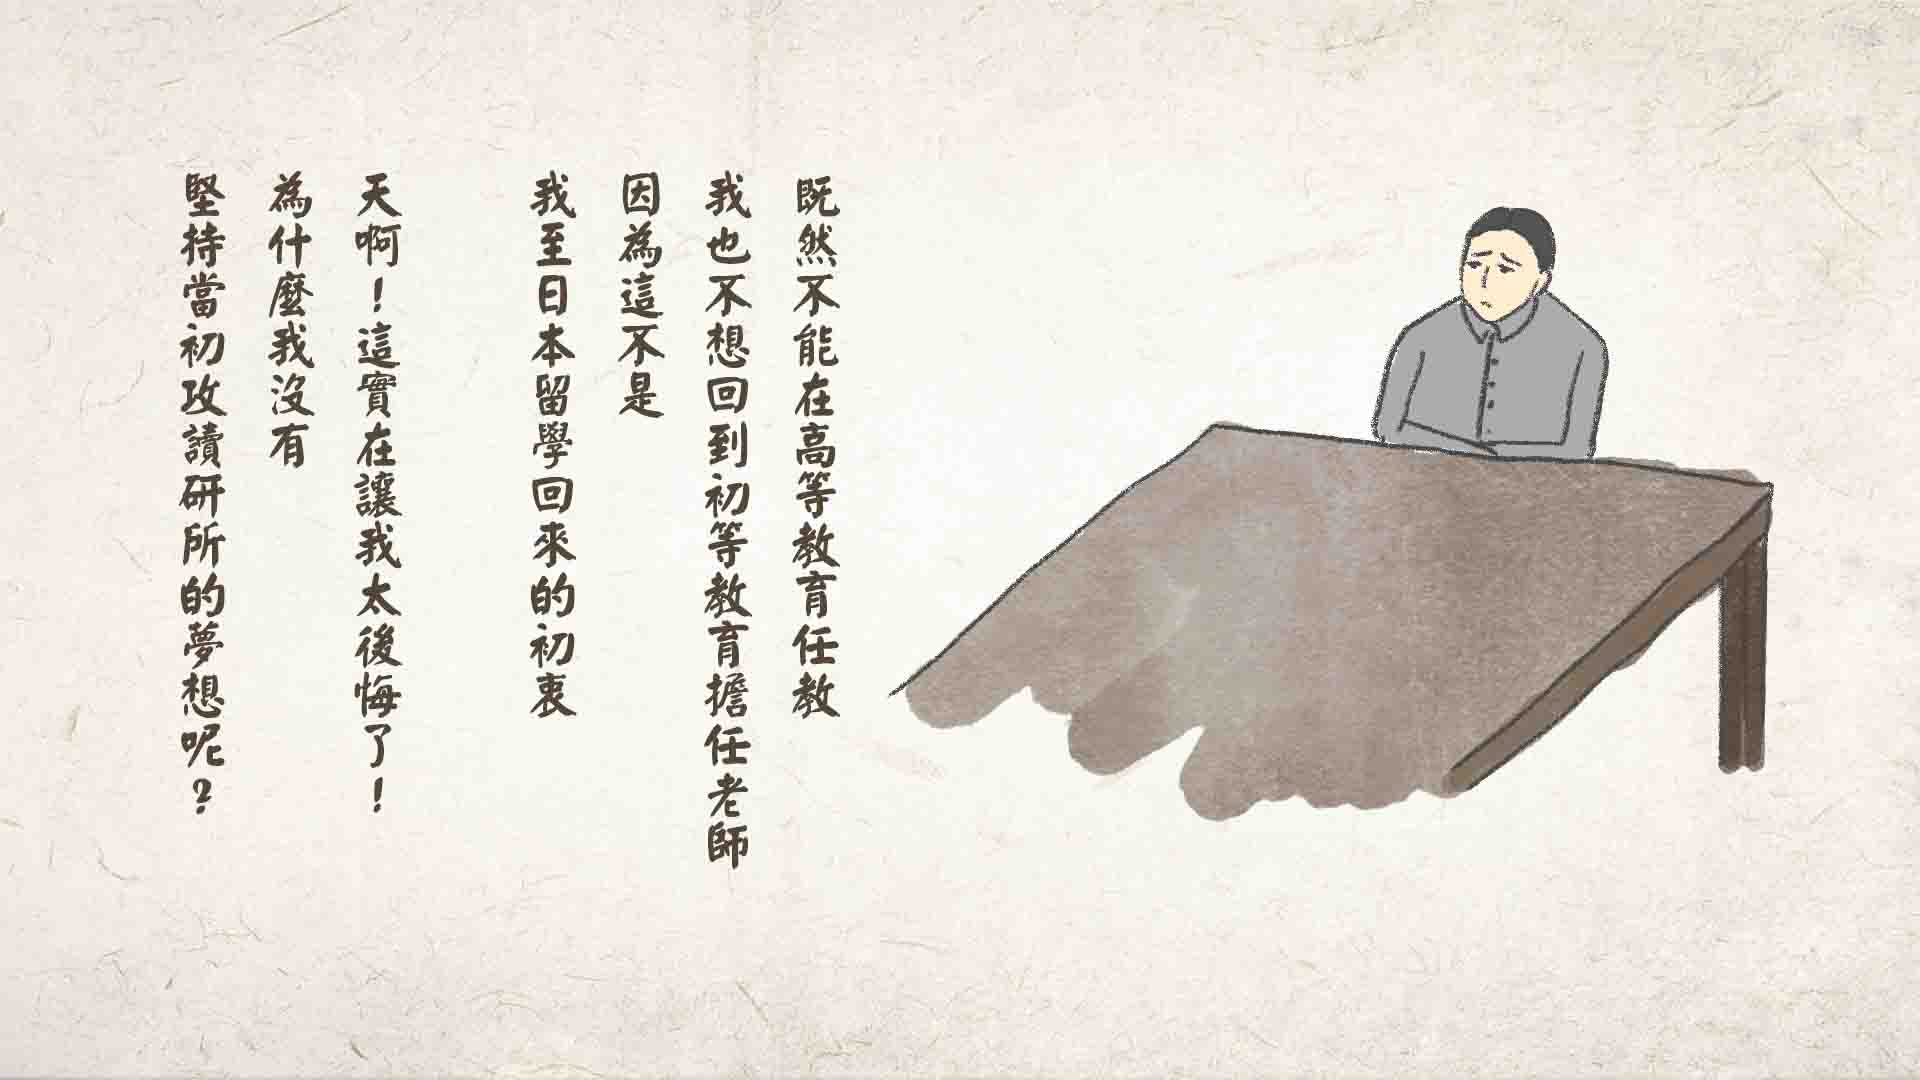 既然不能在高等教育任教
我也不想回到初等教育擔任老師
因為這不是
我至日本留學回來的初衷
天啊！這實在讓我太後悔了！
為什麼我沒有
堅持當初攻讀研所的夢想呢？